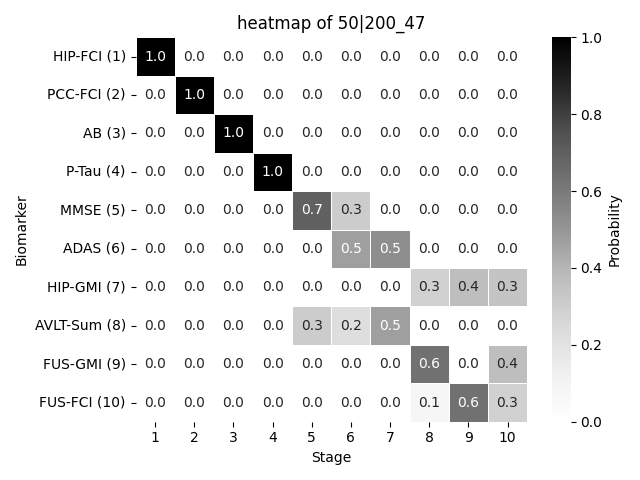 heatmap of 50|200_47
HIP-FCI (1) 1.0 0.0 0.0 0.0 0.0 0.0 0.0 0.0 0.0 0.0
PCC-FCI (2) 0.0 1.0 0.0 0.0 0.0 0.0 0.0 0.0 0.0 0.0
AB (3) 0.0 0.0 1.0 0.0 0.0 0.0 0.0 0.0 0.0 0.0
P-Tau (4) 0.0 0.0 0.0 1.0 0.0 0.0 0.0 0.0 0.0 0.0
MMSE (5) 0.0 0.0 0.0 0.0 0.7 0.3 0.0 0.0 0.0 0.0
ADAS (6) 0.0 0.0 0.0 0.0 0.0 0.5 0.5 0.0 0.0 0.0
HIP-GMI (7) 0.0 0.0 0.0 0.0 0.0 0.0 0.0 0.3 0.4 0.3
AVLT-Sum (8) 0.0 0.0 0.0 0.0 0.3 0.2 0.5 0.0 0.0 0.0
FUS-GMI (9) 0.0 0.0 0.0 0.0 0.0 0.0 0.0 0.6 0.0 0.4
FUS-FCI (10) 0.0 0.0 0.0 0.0 0.0 0.0 0.0 0.1 0.6 0.3
1 2 3 4 5 6 7 8 9 10
Stage
Biomarker
1.0
0.8
0.6
0.4
0.2
0.0
Probability